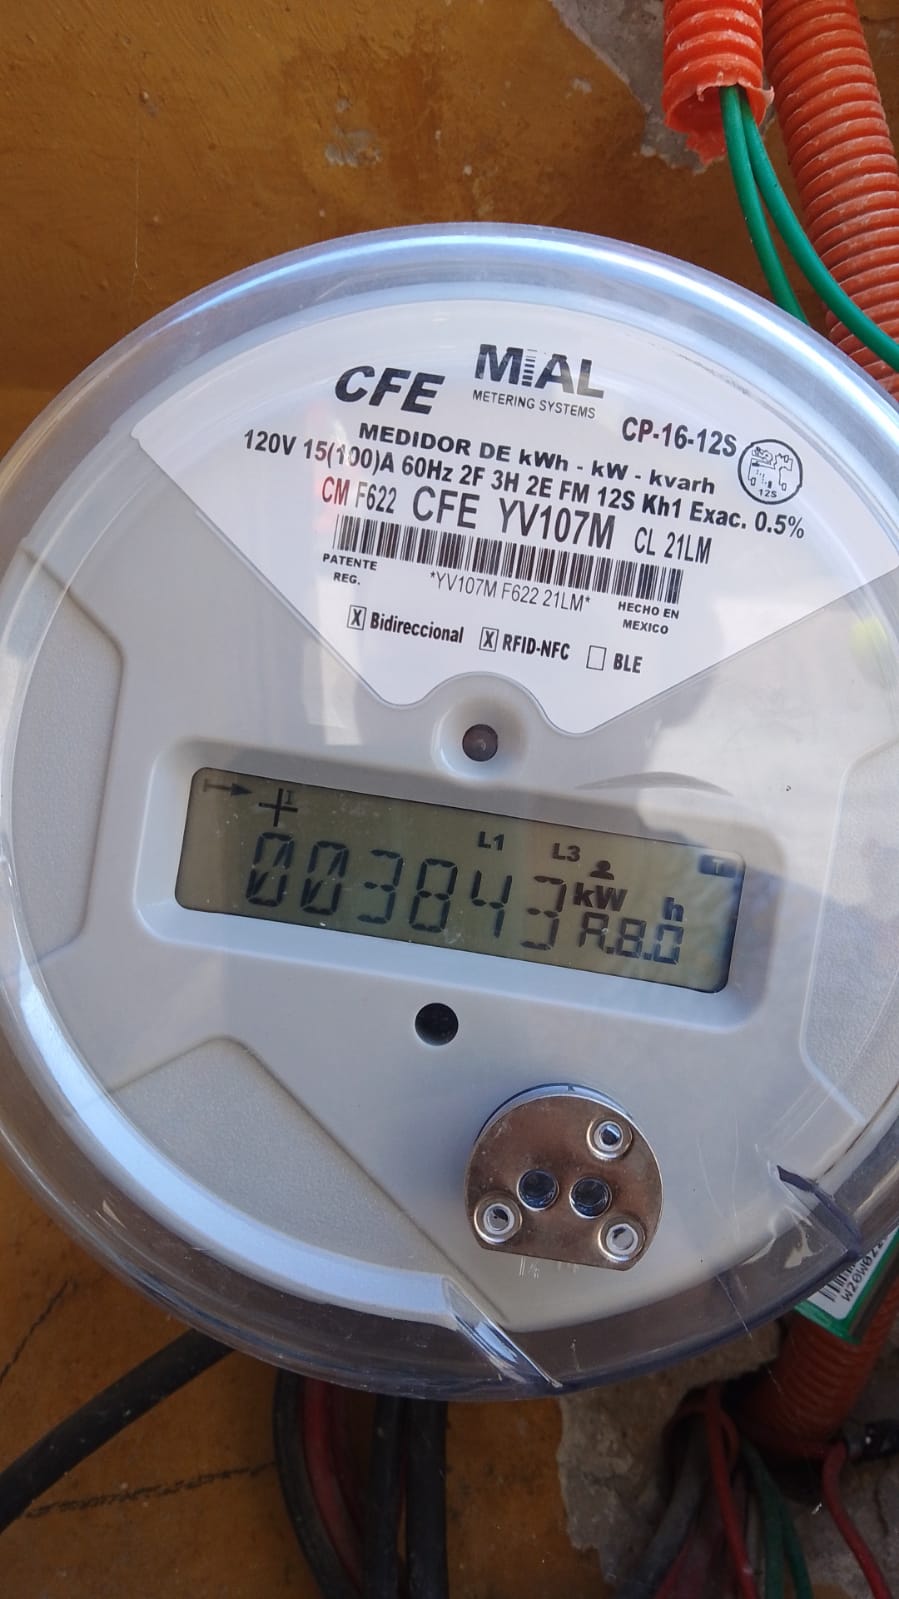 CFE MIAL
METERING SYSTEMS
CP-16-12S
MEDIDOR DE kWh - kW - kvarh
120V 15(100)A 60Hz 2F 3H 2E FM 12S Kh1 Exac. 0.5%
12S
CM F622 CFE YV107M CL 21LM
PATENTE
REG.
*YV107M F622 21LM*
HECHO EN
MEXICO
X Bidireccional X RFID-NFC BLE
L1 L3
T
003843 kW h
A.B.0